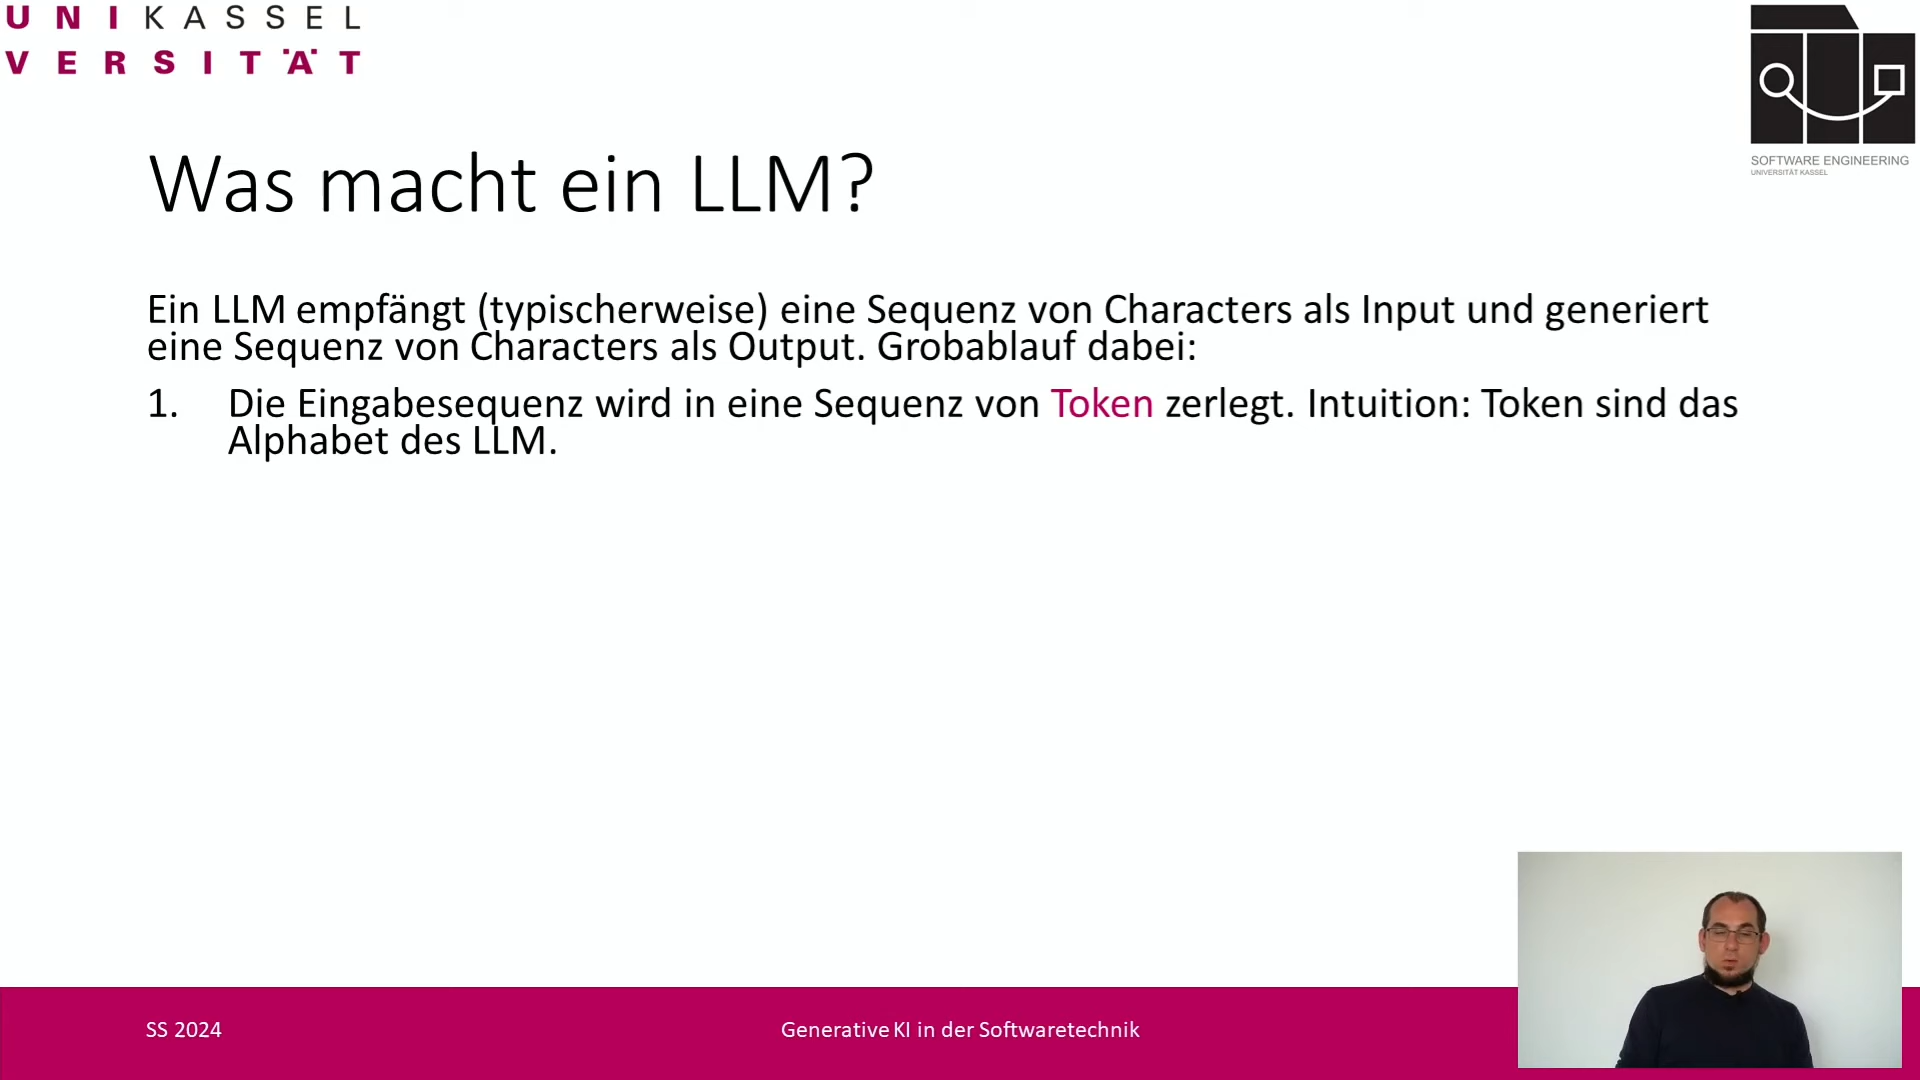 UNIKASSEL
VERSITÄT
SOFTWARE ENGINEERING
UNIVERSITÄT KASSEL
Was macht ein LLM?
Ein LLM empfängt (typischerweise) eine Sequenz von Characters als Input und generiert
eine Sequenz von Characters als Output. Grobablauf dabei:
1. Die Eingabesequenz wird in eine Sequenz von Token zerlegt. Intuition: Token sind das
Alphabet des LLM.
SS 2024
Generative KI in der Softwaretechnik